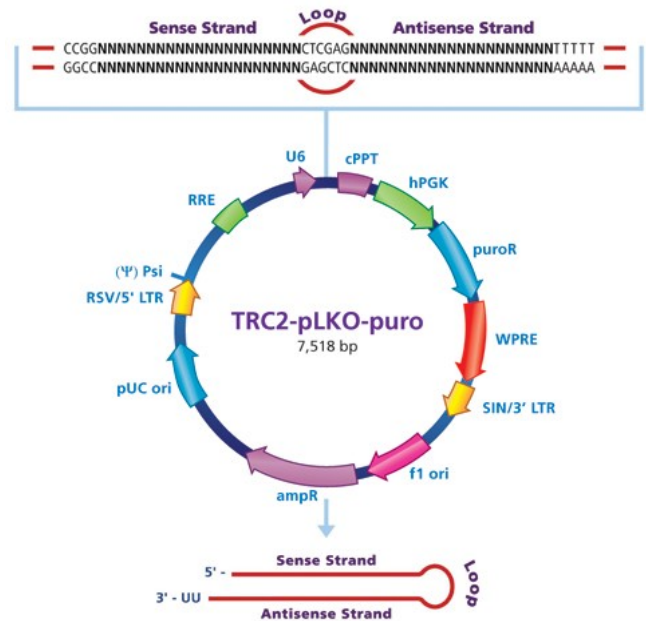 Loop
Sense Strand Antisense Strand
CCGGNNNNNNNNNNNNNNNNNNNNNCTCGAGNNNNNNNNNNNNNNNNNNNNNTTTTT
GGCCNNNNNNNNNNNNNNNNNNNNNGAGCTCNNNNNNNNNNNNNNNNNNNNNAAAAA
U6
cPPT
hPGK
RRE
puroR
(Ψ) Psi
RSV/5' LTR
TRC2-pLKO-puro
7,518 bp
WPRE
pUC ori
SIN/3' LTR
f1 ori
ampR
Sense Strand
5' -
Loop
3' - UU
Antisense Strand